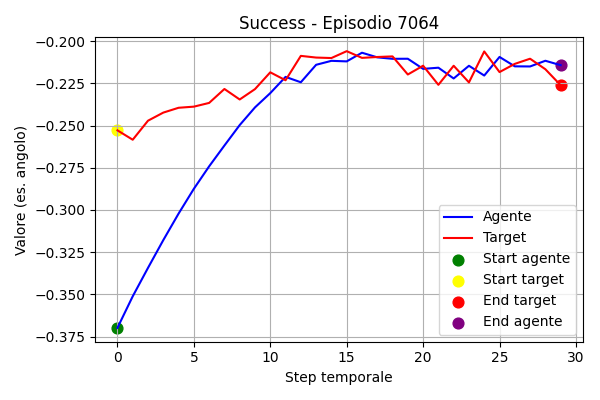 Success - Episodio 7064
Valore (es. angolo)
−0.200
−0.225
−0.250
−0.275
−0.300
−0.325
−0.350
−0.375
Agente
Target
Start agente
Start target
End target
End agente
0 5 10 15 20 25 30
Step temporale